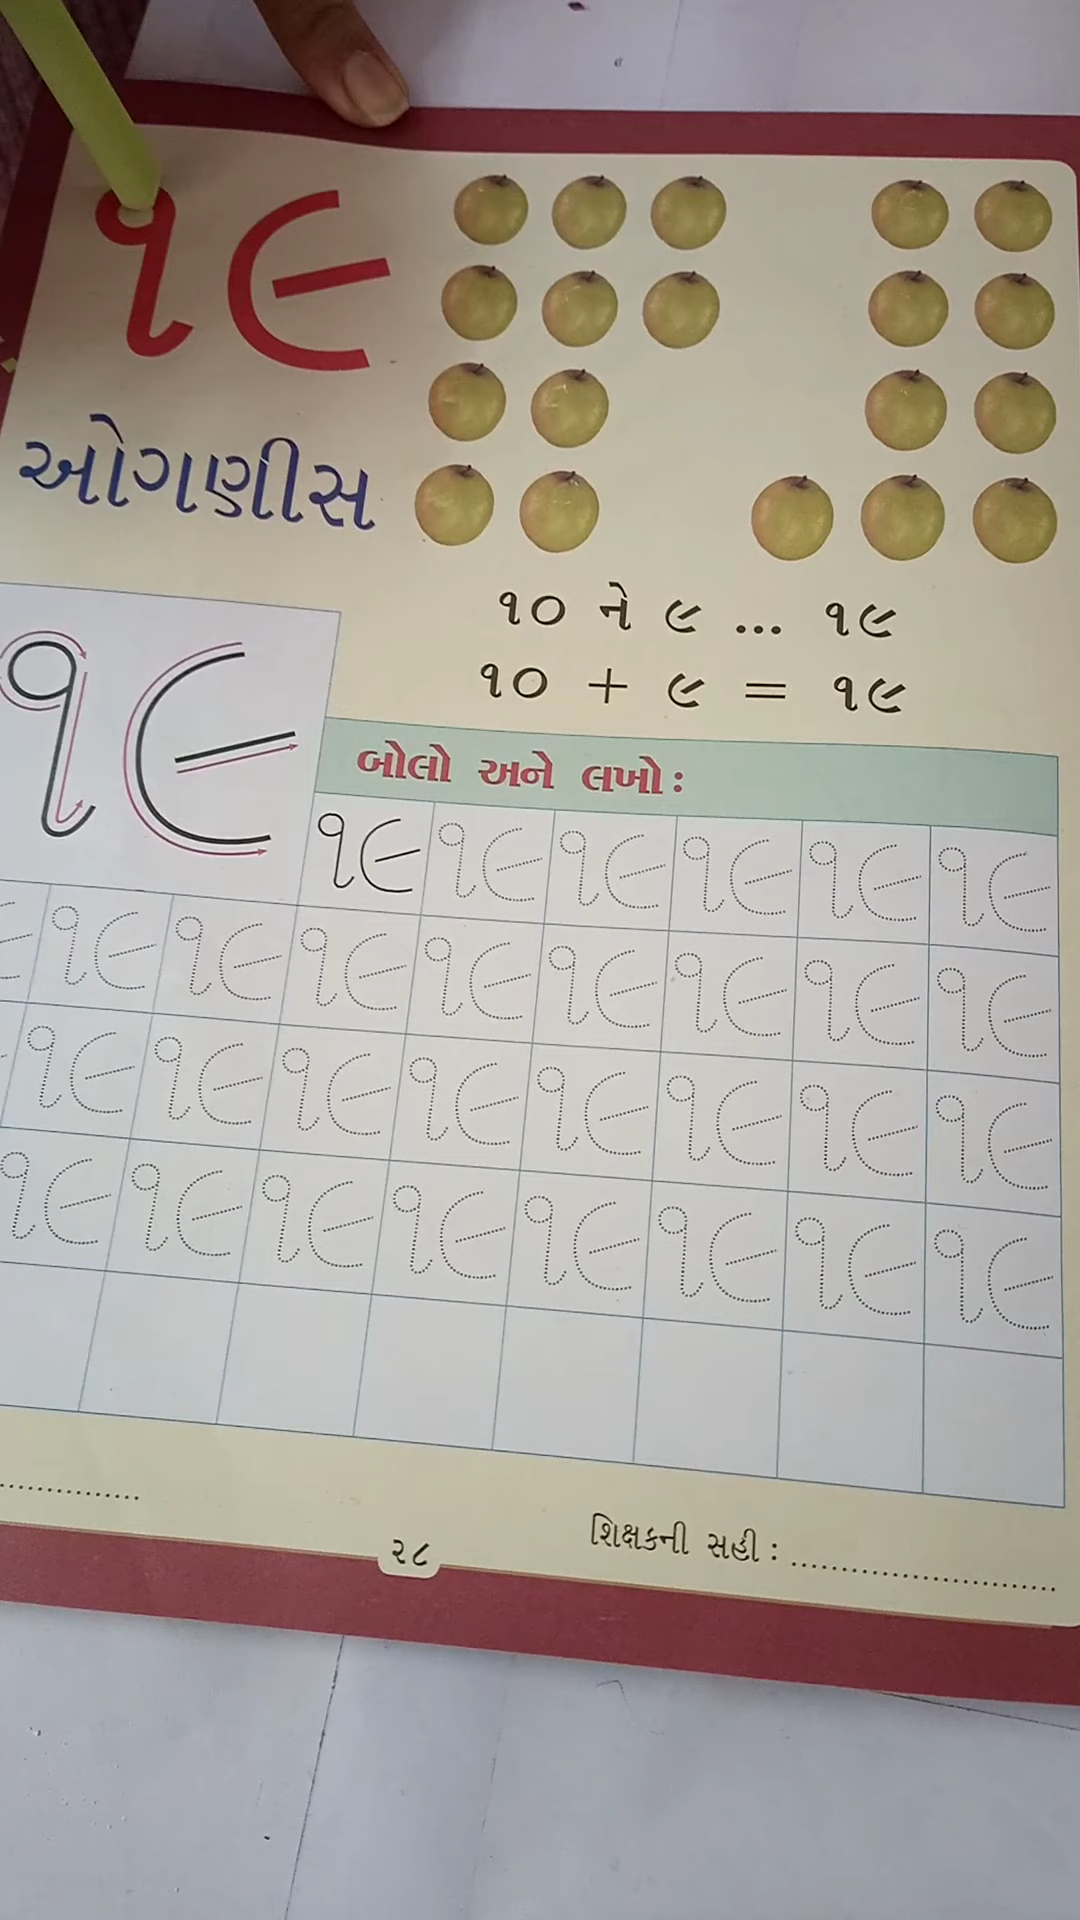 ૧૯
ઓગણીસ
૧૦ ને ૯ ... ૧૯
૧૦ + ૯ = ૧૯
૧૯
બોલો અને લખો :
૧૯ ૧૯ ૧૯ ૧૯ ૧૯ ૧૯
૧૯ ૧૯ ૧૯ ૧૯ ૧૯ ૧૯ ૧૯ ૧૯
૧૯ ૧૯ ૧૯ ૧૯ ૧૯ ૧૯ ૧૯ ૧૯
૧૯ ૧૯ ૧૯ ૧૯ ૧૯ ૧૯ ૧૯ ૧૯
શિક્ષકની સહી : ..............................
૨૮